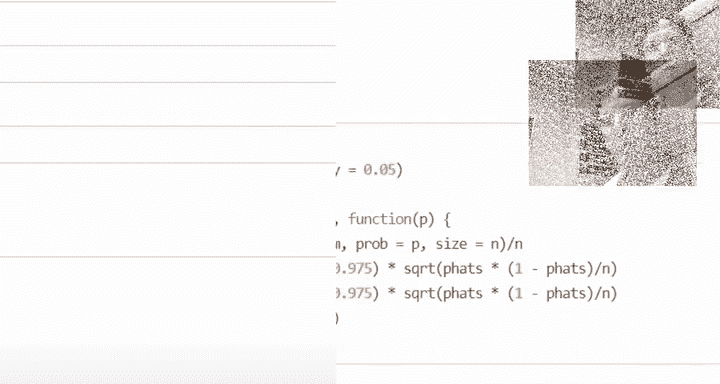 = 0.05)
, function(p) {
, prob = p, size = n)/n
0.975) * sqrt(phats * (1 - phats)/n)
0.975) * sqrt(phats * (1 - phats)/n)
)